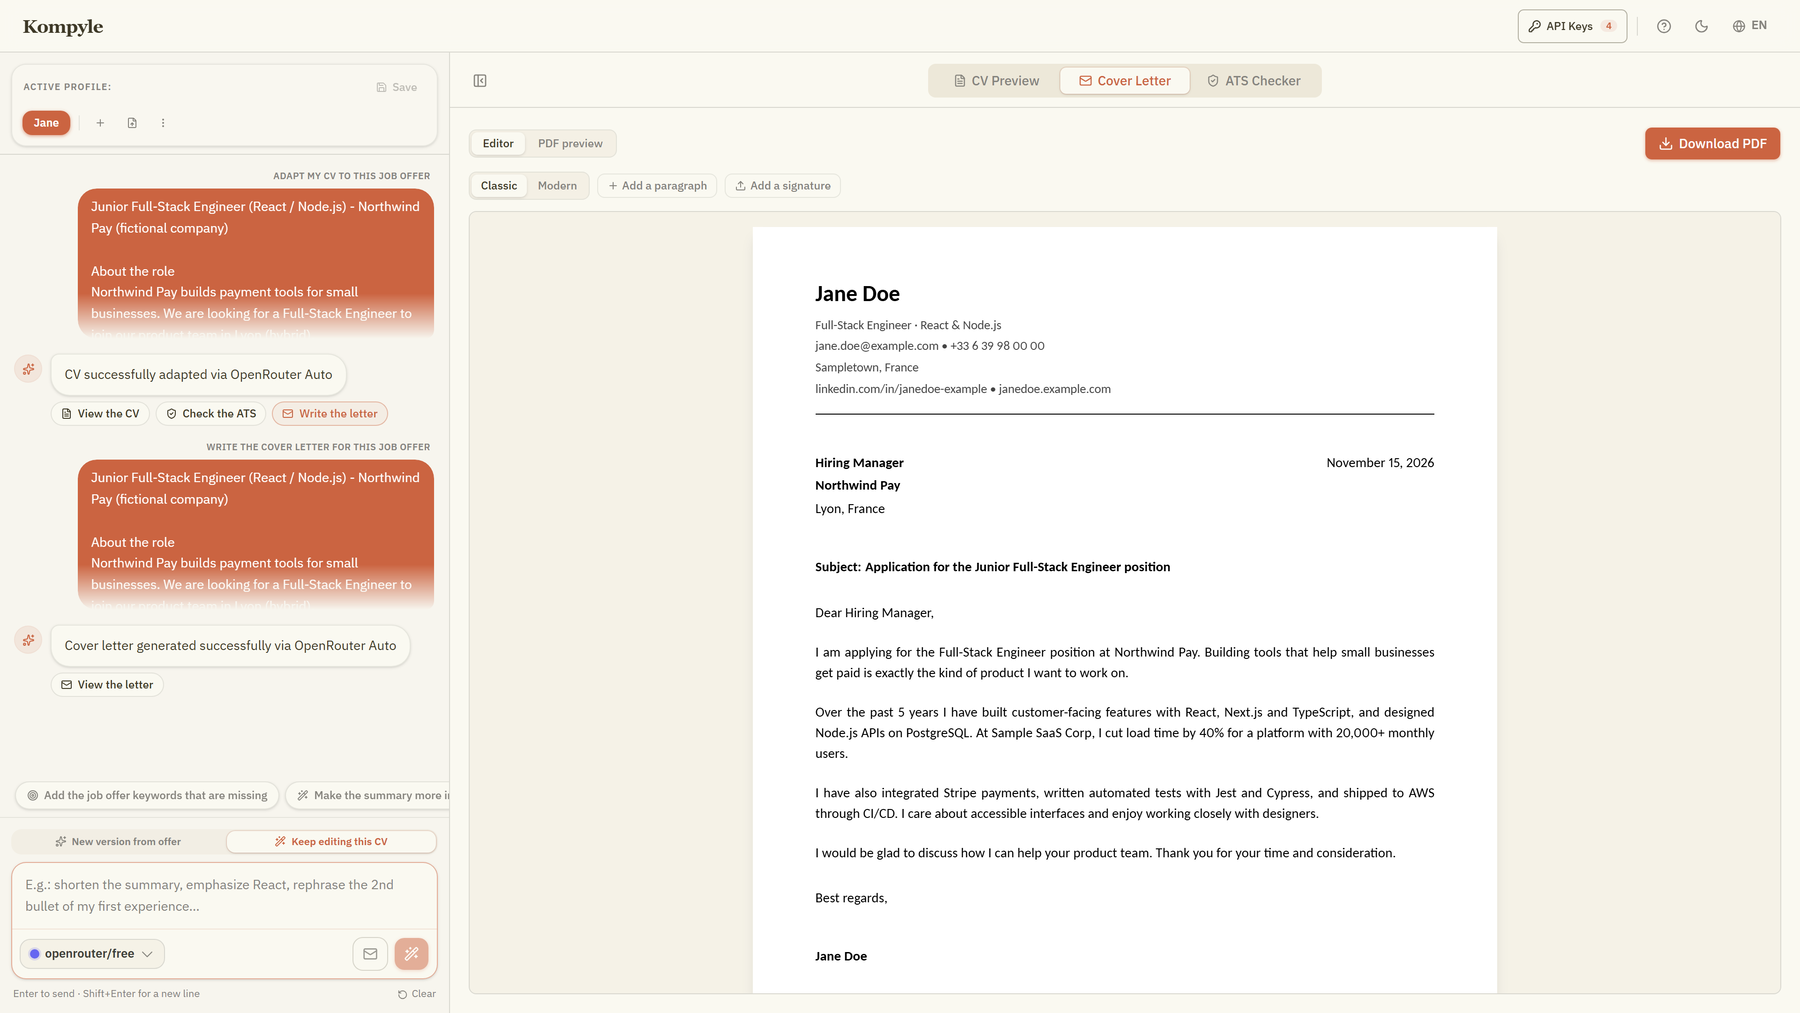 Kompyle
API Keys 4
EN
ACTIVE PROFILE:
Save
Jane
ADAPT MY CV TO THIS JOB OFFER
Junior Full-Stack Engineer (React / Node.js) - Northwind
Pay (fictional company)
About the role
Northwind Pay builds payment tools for small
businesses. We are looking for a Full-Stack Engineer to
join our product team in Lyon (hybrid)
CV successfully adapted via OpenRouter Auto
View the CV
Check the ATS
Write the letter
WRITE THE COVER LETTER FOR THIS JOB OFFER
Junior Full-Stack Engineer (React / Node.js) - Northwind
Pay (fictional company)
About the role
Northwind Pay builds payment tools for small
businesses. We are looking for a Full-Stack Engineer to
join our product team in Lyon (hybrid)
Cover letter generated successfully via OpenRouter Auto
View the letter
Add the job offer keywords that are missing
Make the summary more i
New version from offer
Keep editing this CV
E.g.: shorten the summary, emphasize React, rephrase the 2nd
bullet of my first experience...
openrouter/free
Enter to send · Shift+Enter for a new line
Clear
CV Preview
Cover Letter
ATS Checker
Editor
PDF preview
Download PDF
Classic
Modern
Add a paragraph
Add a signature
Jane Doe
Full-Stack Engineer · React & Node.js
jane.doe@example.com • +33 6 39 98 00 00
Sampletown, France
linkedin.com/in/janedoe-example • janedoe.example.com
Hiring Manager
November 15, 2026
Northwind Pay
Lyon, France
Subject: Application for the Junior Full-Stack Engineer position
Dear Hiring Manager,
I am applying for the Full-Stack Engineer position at Northwind Pay. Building tools that help small businesses
get paid is exactly the kind of product I want to work on.
Over the past 5 years I have built customer-facing features with React, Next.js and TypeScript, and designed
Node.js APIs on PostgreSQL. At Sample SaaS Corp, I cut load time by 40% for a platform with 20,000+ monthly
users.
I have also integrated Stripe payments, written automated tests with Jest and Cypress, and shipped to AWS
through CI/CD. I care about accessible interfaces and enjoy working closely with designers.
I would be glad to discuss how I can help your product team. Thank you for your time and consideration.
Best regards,
Jane Doe